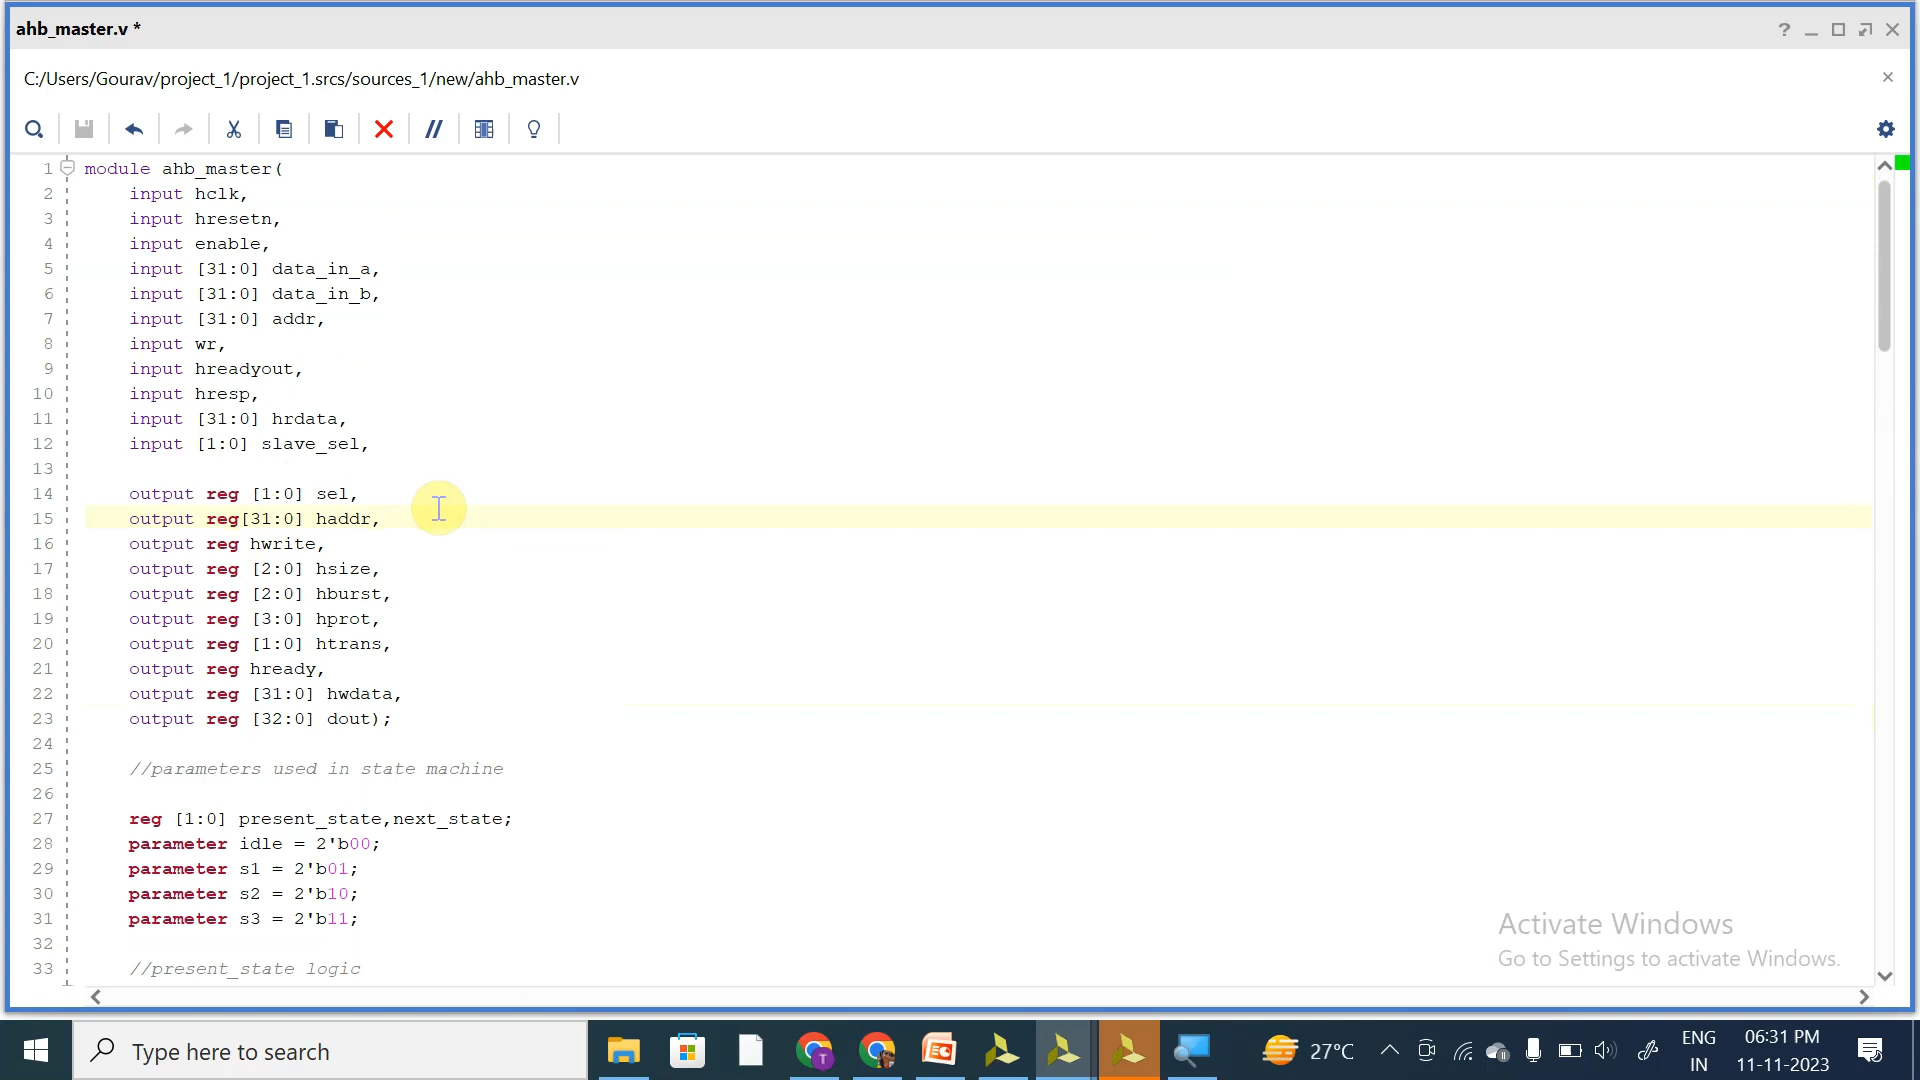 ahb_master.v *
C:/Users/Gourav/project_1/project_1.srcs/sources_1/new/ahb_master.v
1 module ahb_master(
2 input hclk,
3 input hresetn,
4 input enable,
5 input [31:0] data_in_a,
6 input [31:0] data_in_b,
7 input [31:0] addr,
8 input wr,
9 input hreadyout,
10 input hresp,
11 input [31:0] hrdata,
12 input [1:0] slave_sel,
13
14 output reg [1:0] sel,
15 output reg[31:0] haddr,
16 output reg hwrite,
17 output reg [2:0] hsize,
18 output reg [2:0] hburst,
19 output reg [3:0] hprot,
20 output reg [1:0] htrans,
21 output reg hready,
22 output reg [31:0] hwdata,
23 output reg [32:0] dout);
24
25 //parameters used in state machine
26
27 reg [1:0] present_state,next_state;
28 parameter idle = 2'b00;
29 parameter s1 = 2'b01;
30 parameter s2 = 2'b10;
31 parameter s3 = 2'b11;
32
33 //present_state logic
Activate Windows
Go to Settings to activate Windows.
Type here to search
27°C
ENG
IN
06:31 PM
11-11-2023